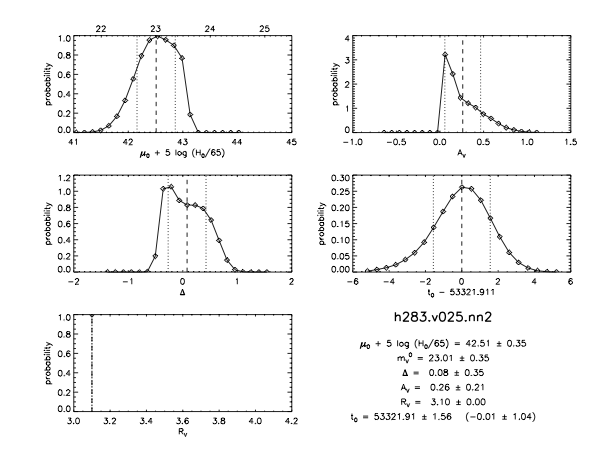 22 23 24 25
1.0
0.8
0.6
0.4
0.2
0.0
probability
41 42 43 44 45
μ₀ + 5 log (H₀/65)
4
3
2
1
0
probability
-1.0 -0.5 0.0 0.5 1.0 1.5
Aᵥ
1.2
1.0
0.8
0.6
0.4
0.2
0.0
probability
-2 -1 0 1 2
Δ
0.30
0.25
0.20
0.15
0.10
0.05
0.00
probability
-6 -4 -2 0 2 4 6
t₀ - 53321.911
1.0
0.8
0.6
0.4
0.2
0.0
probability
3.0 3.2 3.4 3.6 3.8 4.0 4.2
Rᵥ
h283.v025.nn2
μ₀ + 5 log (H₀/65) = 42.51 ± 0.35
mᵥ⁰ = 23.01 ± 0.35
Δ = 0.08 ± 0.35
Aᵥ = 0.26 ± 0.21
Rᵥ = 3.10 ± 0.00
t₀ = 53321.91 ± 1.56 (-0.01 ± 1.04)